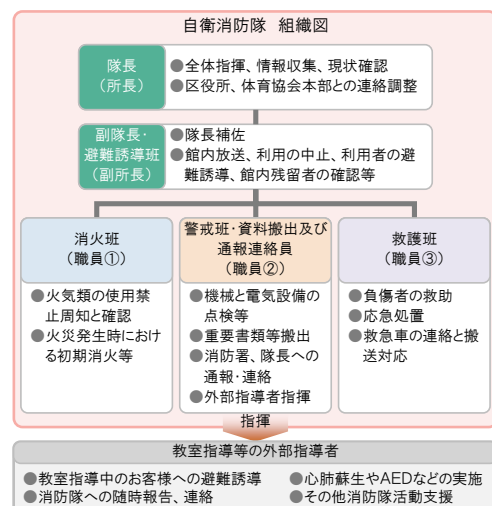 自衛消防隊 組織図
隊長
（所長）
●全体指揮、情報収集、現状確認
●区役所、体育協会本部との連絡調整
副隊長・
避難誘導班
（副所長）
●隊長補佐
●館内放送、利用の中止、利用者の避
難誘導、館内残留者の確認等
消火班
（職員①）
●火気類の使用禁
止周知と確認
●火災発生時におけ
る初期消火等
警戒班・資料搬出及び
通報連絡員
（職員②）
●機械と電気設備の
点検等
●重要書類等搬出
●消防署、隊長への
通報・連絡
●外部指導者指揮
救護班
（職員③）
●負傷者の救助
●応急処置
●救急車の連絡と搬
送対応
指揮
教室指導等の外部指導者
●教室指導中のお客様への避難誘導
●消防隊への随時報告、連絡
●心肺蘇生やAEDなどの実施
●その他消防隊活動支援